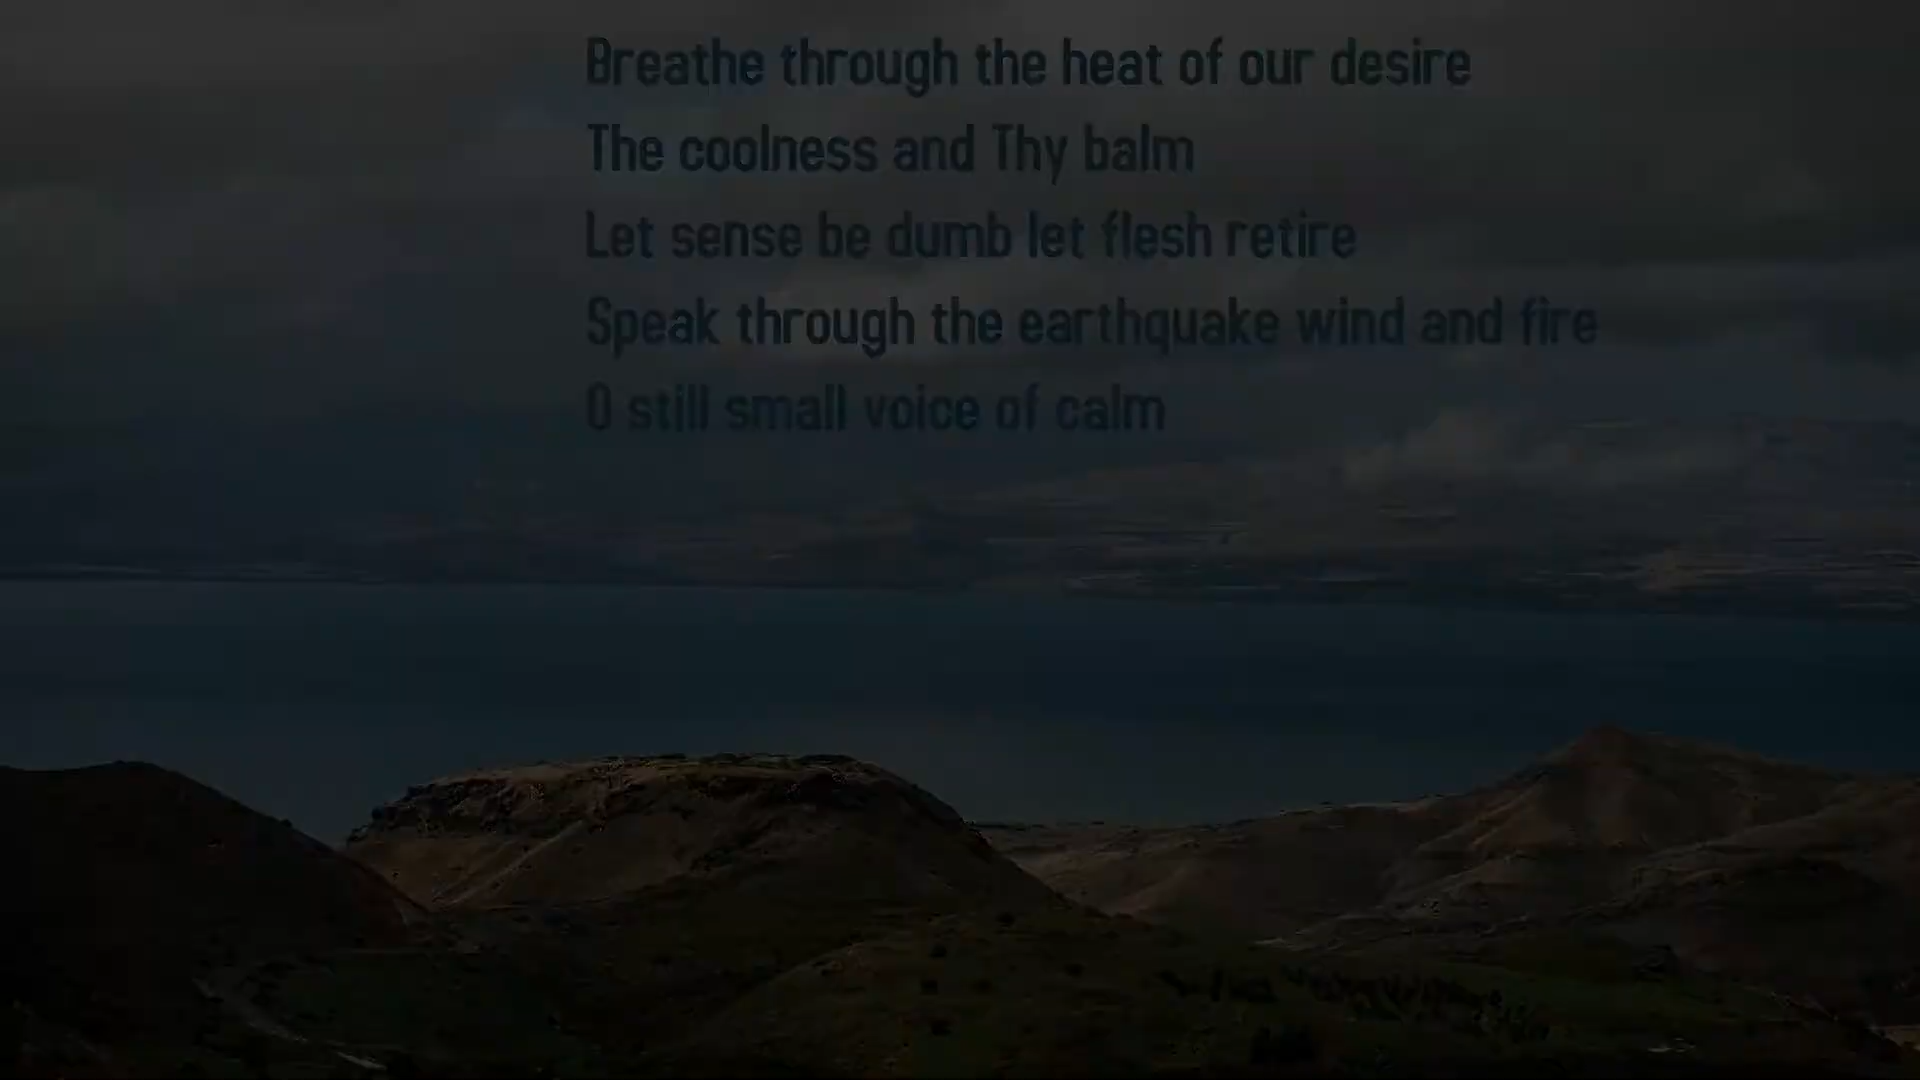 Breathe through the heat of our desire
The coolness and Thy balm
Let sense be dumb let flesh retire
Speak through the earthquake wind and fire
O still small voice of calm